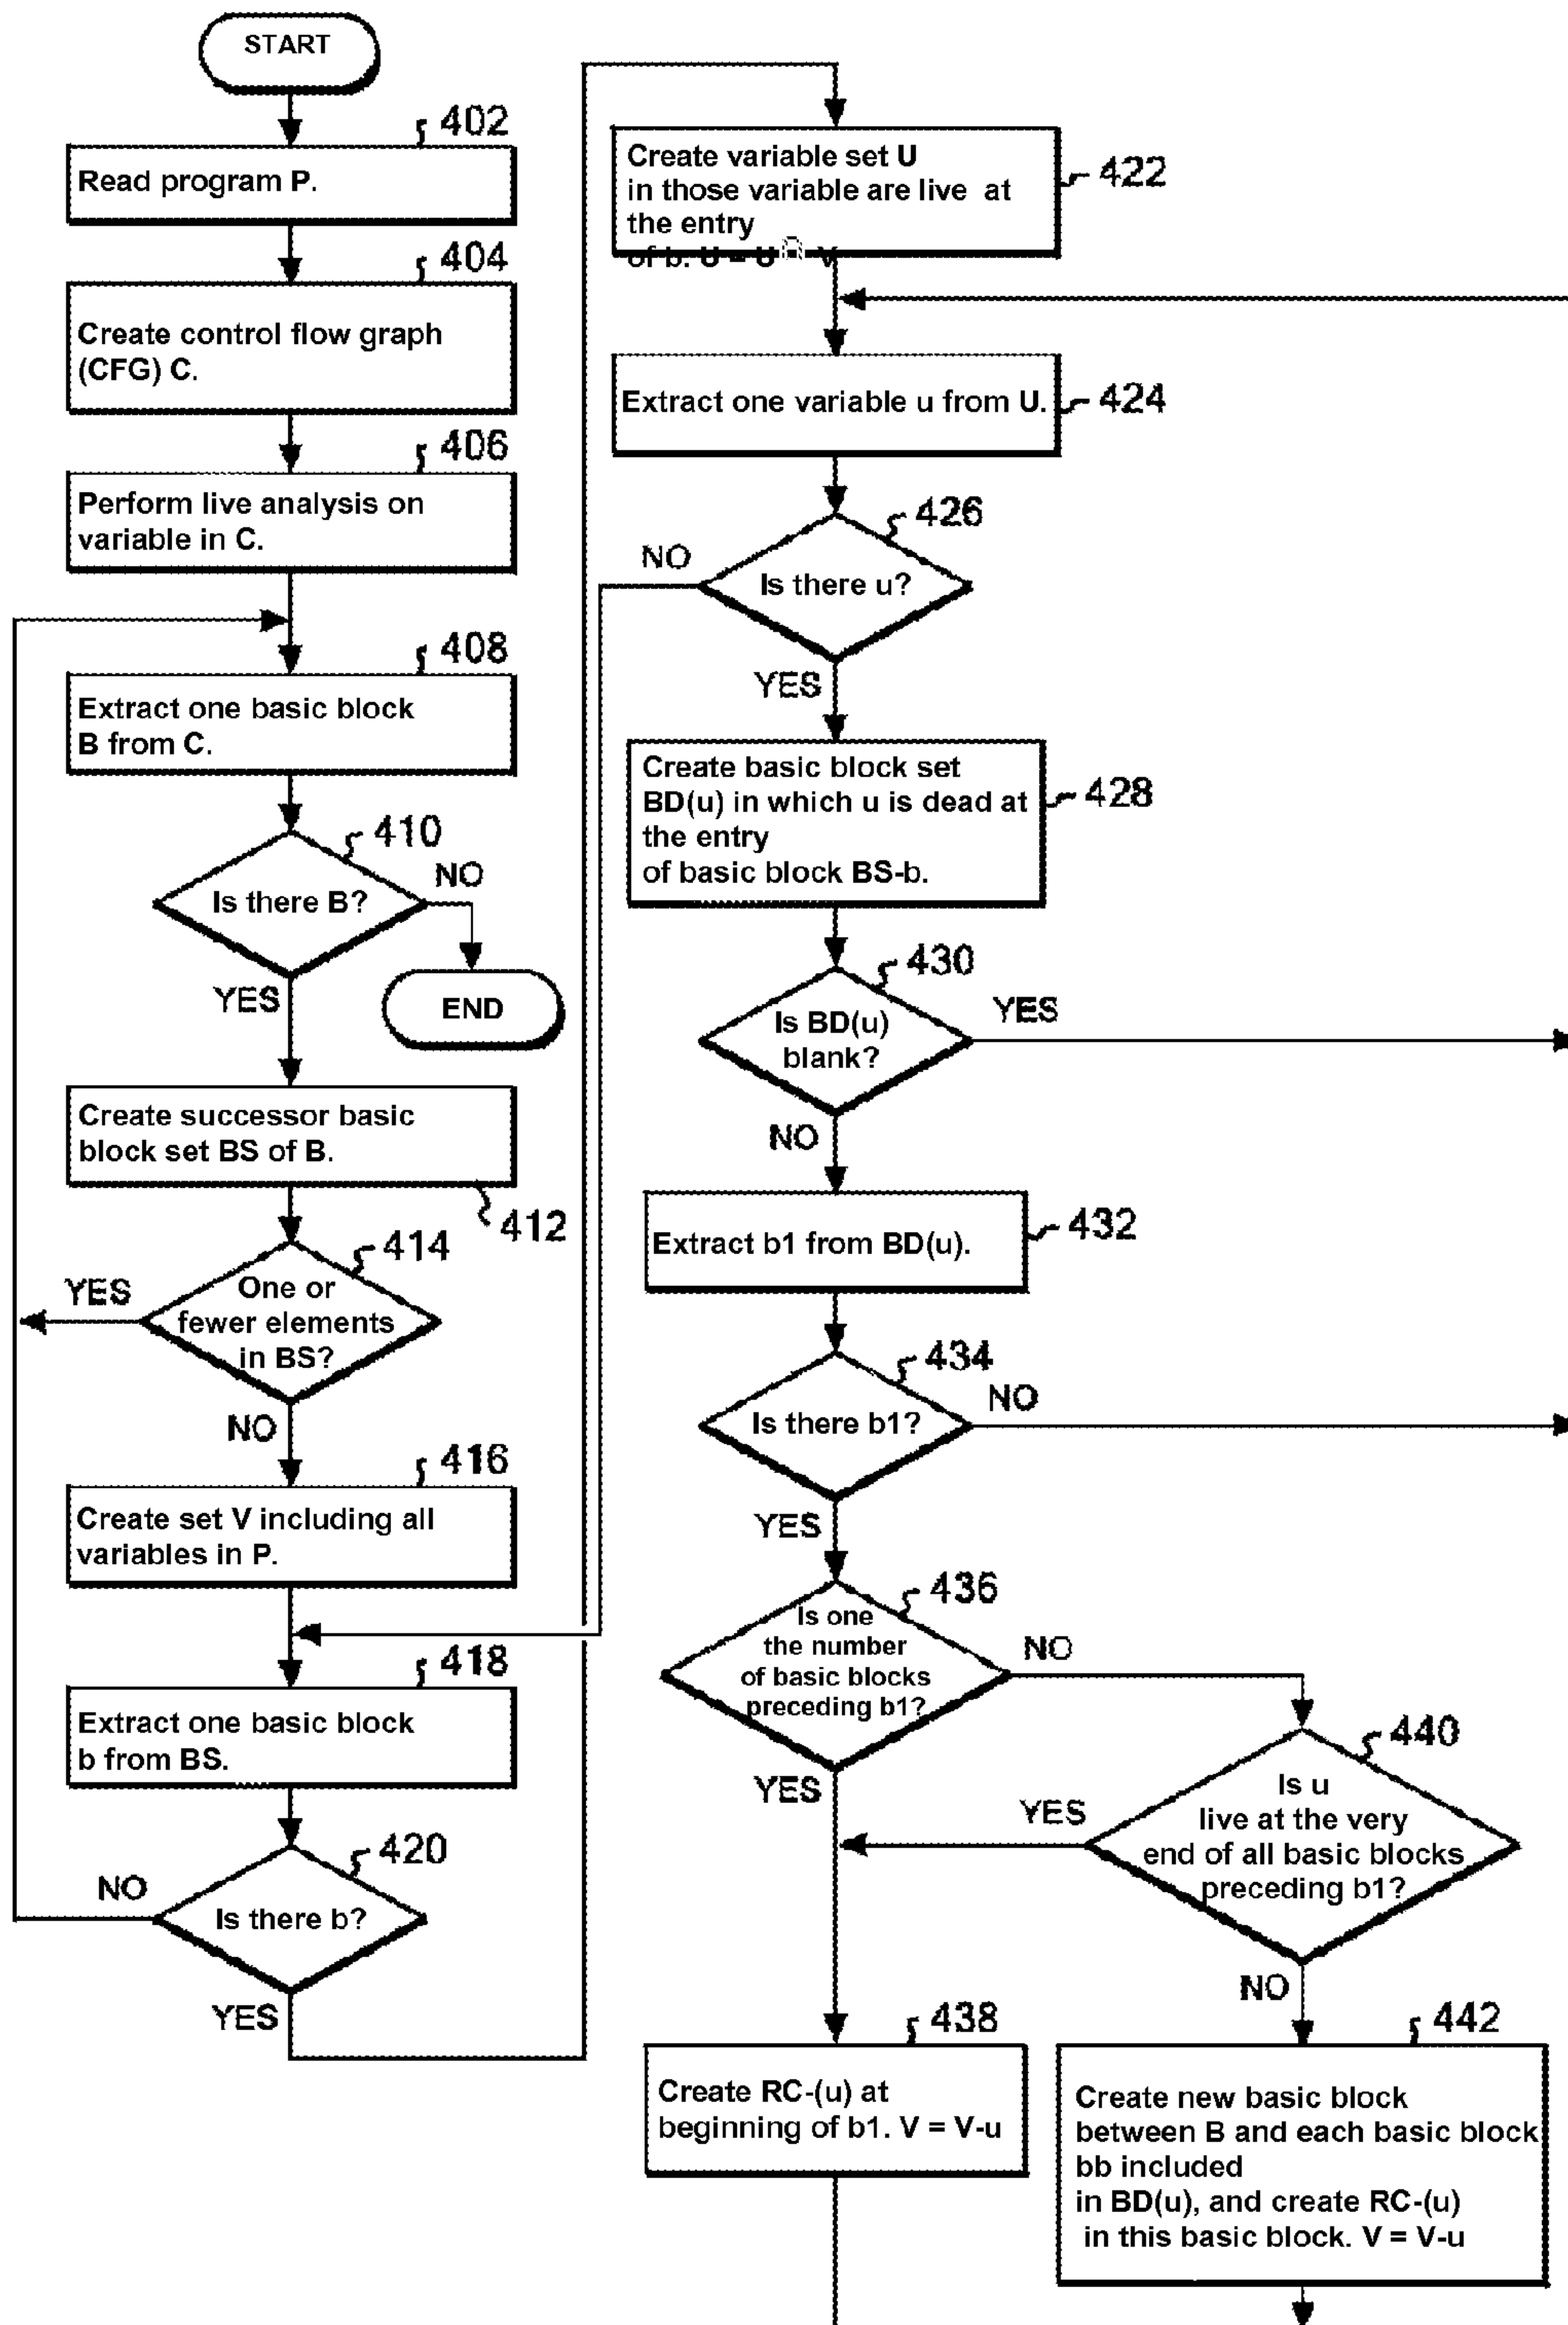 START
402
Read program P.
404
Create control flow graph
(CFG) C.
406
Perform live analysis on
variable in C.
408
Extract one basic block
B from C.
410
Is there B?
NO
YES
END
Create successor basic
block set BS of B.
412
414
One or
fewer elements
in BS?
YES
NO
416
Create set V including all
variables in P.
418
Extract one basic block
b from BS.
420
Is there b?
NO
YES
Create variable set U
in those variable are live at
the entry
of b. U = U ∩ V
422
Extract one variable u from U.
424
426
Is there u?
NO
YES
Create basic block set
BD(u) in which u is dead at
the entry
of basic block BS-b.
428
430
Is BD(u)
blank?
YES
NO
Extract b1 from BD(u).
432
434
Is there b1?
NO
YES
436
Is one
the number
of basic blocks
preceding b1?
NO
YES
440
Is u
live at the very
end of all basic blocks
preceding b1?
YES
NO
438
Create RC-(u) at
beginning of b1. V = V-u
442
Create new basic block
between B and each basic block
bb included
in BD(u), and create RC-(u)
in this basic block. V = V-u